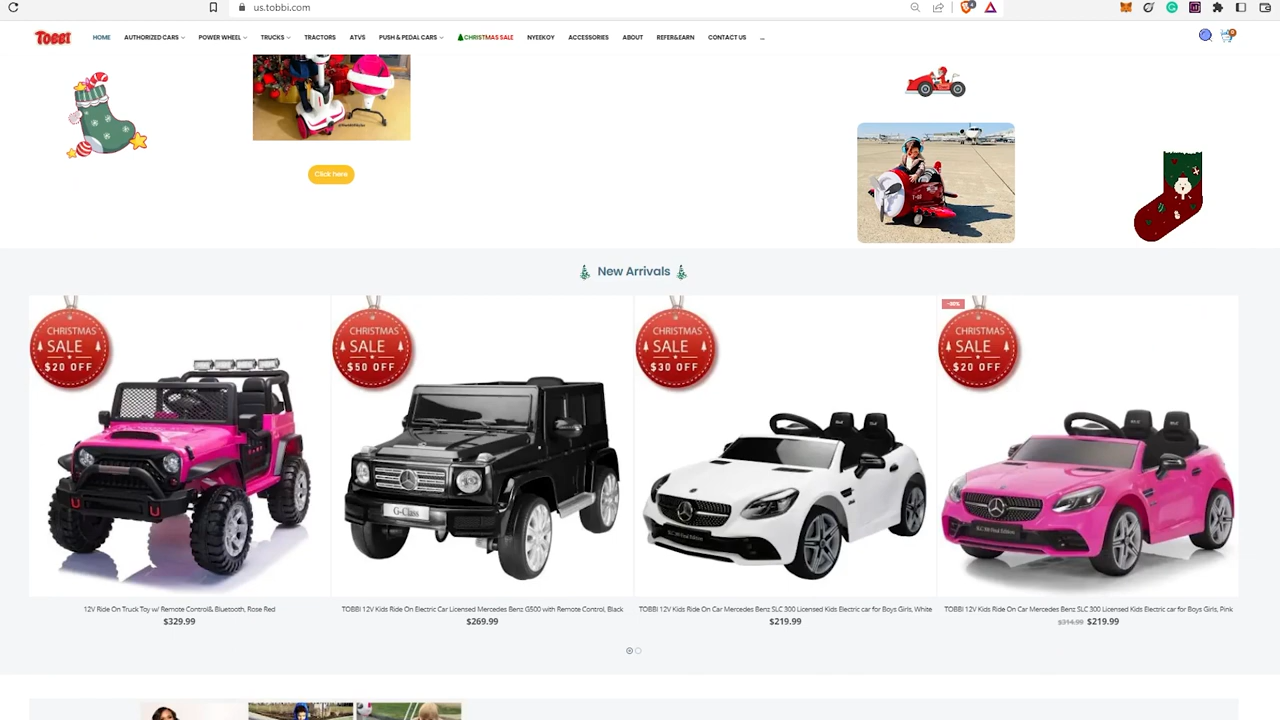 us.tobbi.com
TOBBI
HOME AUTHORIZED CARS POWER WHEEL TRUCKS TRACTORS ATVS PUSH & PEDAL CARS CHRISTMAS SALE NYEEKOY ACCESSORIES ABOUT REFER&EARN CONTACT US ...
Click here
New Arrivals
CHRISTMAS
SALE
$20 OFF
CHRISTMAS
SALE
$50 OFF
G-Class
CHRISTMAS
SALE
$30 OFF
CHRISTMAS
SALE
$20 OFF
12V Ride On Truck Toy w/ Remote Control& Bluetooth, Rose Red
$329.99
TOBBI 12V Kids Ride On Electric Car Licensed Mercedes Benz G500 with Remote Control, Black
$269.99
TOBBI 12V Kids Ride On Car Mercedes Benz SLC 300 Licensed Kids Electric car for Boys Girls, White
$219.99
TOBBI 12V Kids Ride On Car Mercedes Benz SLC 300 Licensed Kids Electric car for Boys Girls, Pink
$314.99 $219.99